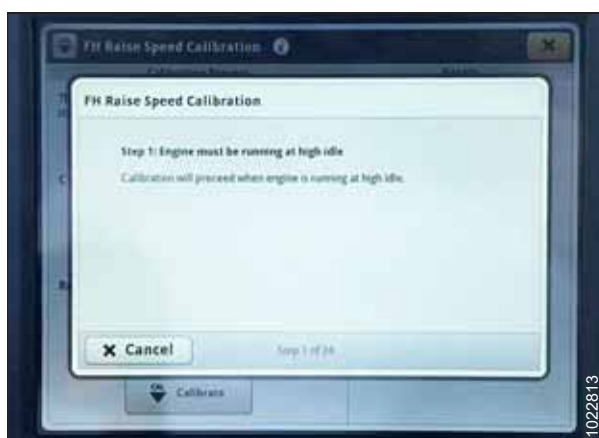 FH Raise Speed Calibration
FH Raise Speed Calibration
Step 1: Engine must be running at high idle
Calibration will proceed when engine is running at high idle.
Cancel
Step 1 of 24
Calibrate
1022813